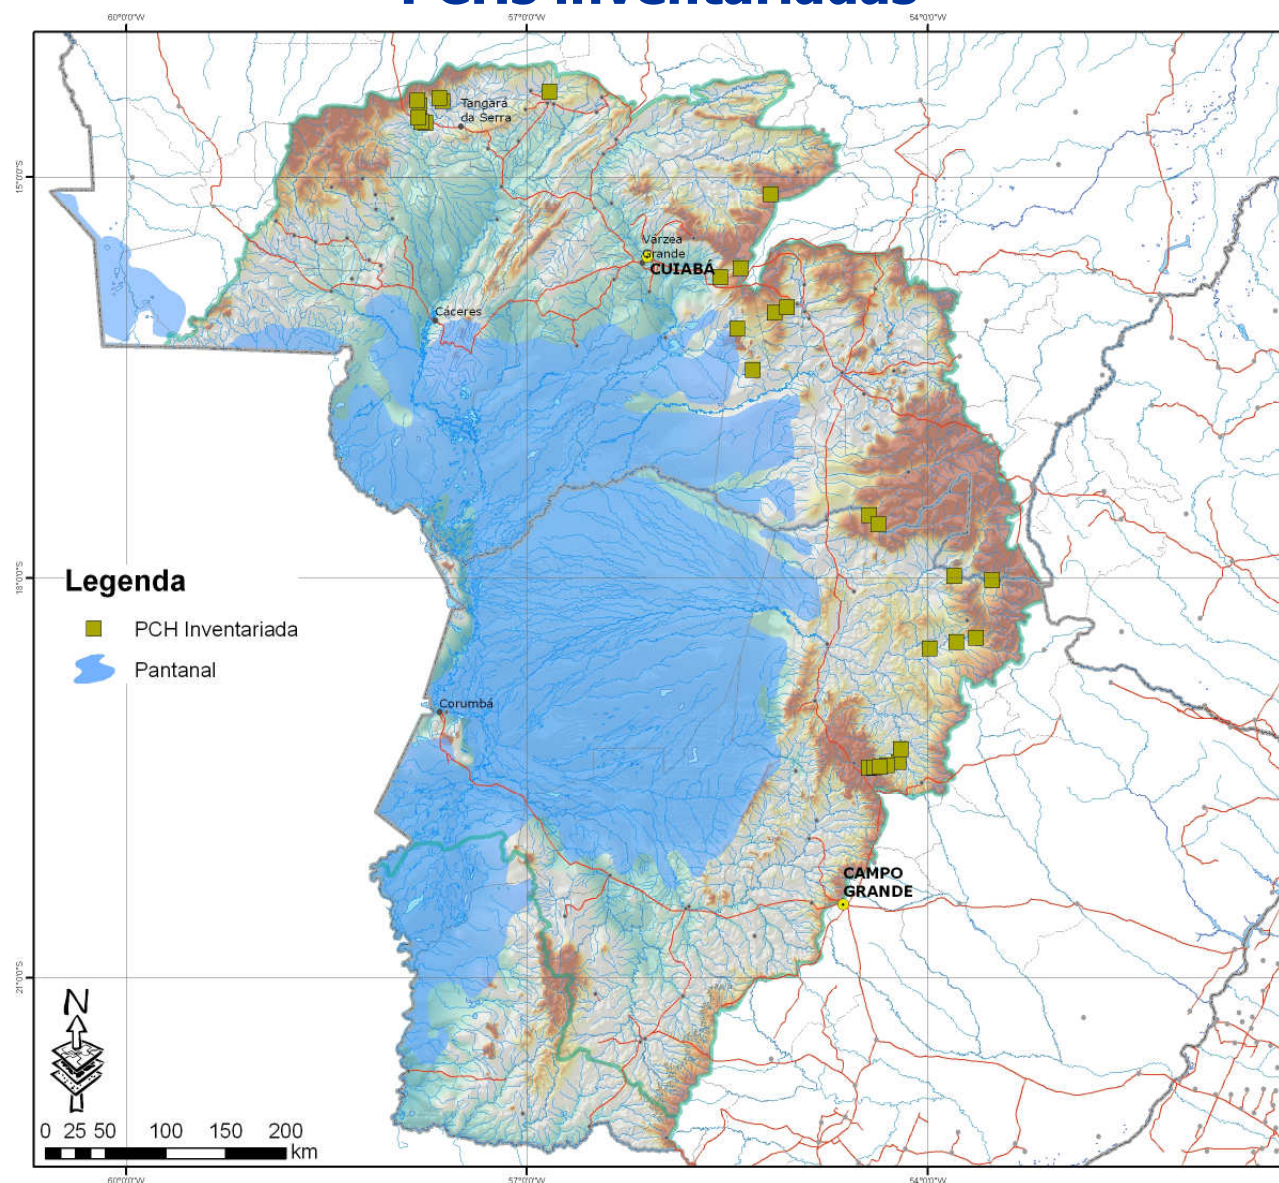 PCHs Inventariadas
60°0'0"W
57°0'0"W
54°0'0"W
Tangará
da Serra
15°0'0"S
Várzea
Grande
CUIABÁ
Cáceres
Legenda
18°0'0"S
PCH Inventariada
Pantanal
Corumbá
CAMPO
GRANDE
21°0'0"S
N
0 25 50 100 150 200
km
60°0'0"W
57°0'0"W
54°0'0"W